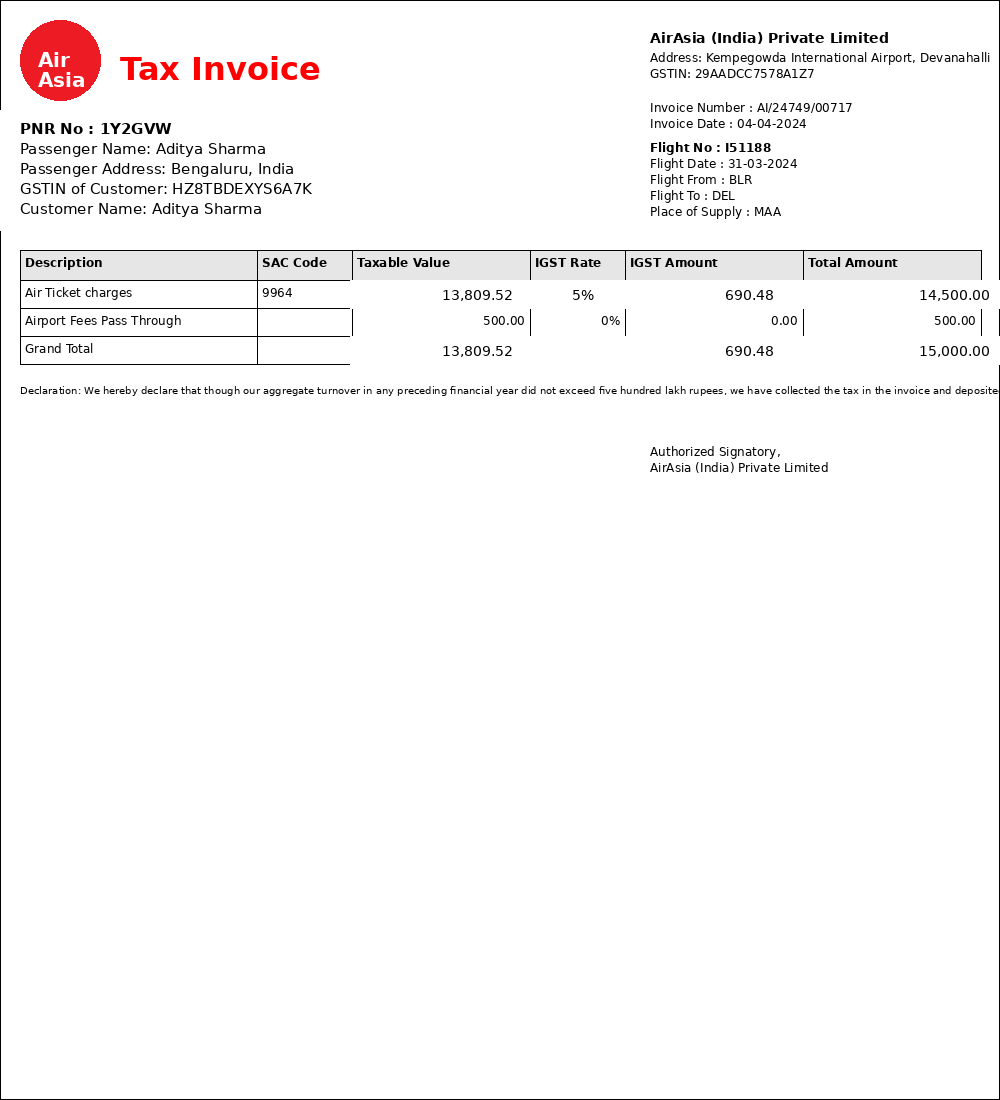 Air
Asia
Tax Invoice
AirAsia (India) Private Limited
Address: Kempegowda International Airport, Devanahalli
GSTIN: 29AADCC7578A1Z7
Invoice Number : AI/24749/00717
Invoice Date : 04-04-2024
PNR No : 1Y2GVW
Passenger Name: Aditya Sharma
Passenger Address: Bengaluru, India
GSTIN of Customer: HZ8TBDEXYS6A7K
Customer Name: Aditya Sharma
Flight No : I51188
Flight Date : 31-03-2024
Flight From : BLR
Flight To : DEL
Place of Supply : MAA
Description SAC Code Taxable Value IGST Rate IGST Amount Total Amount
Air Ticket charges 9964 13,809.52 5% 690.48 14,500.00
Airport Fees Pass Through 500.00 0% 0.00 500.00
Grand Total 13,809.52 690.48 15,000.00
Declaration: We hereby declare that though our aggregate turnover in any preceding financial year did not exceed five hundred lakh rupees, we have collected the tax in the invoice and deposite
Authorized Signatory,
AirAsia (India) Private Limited